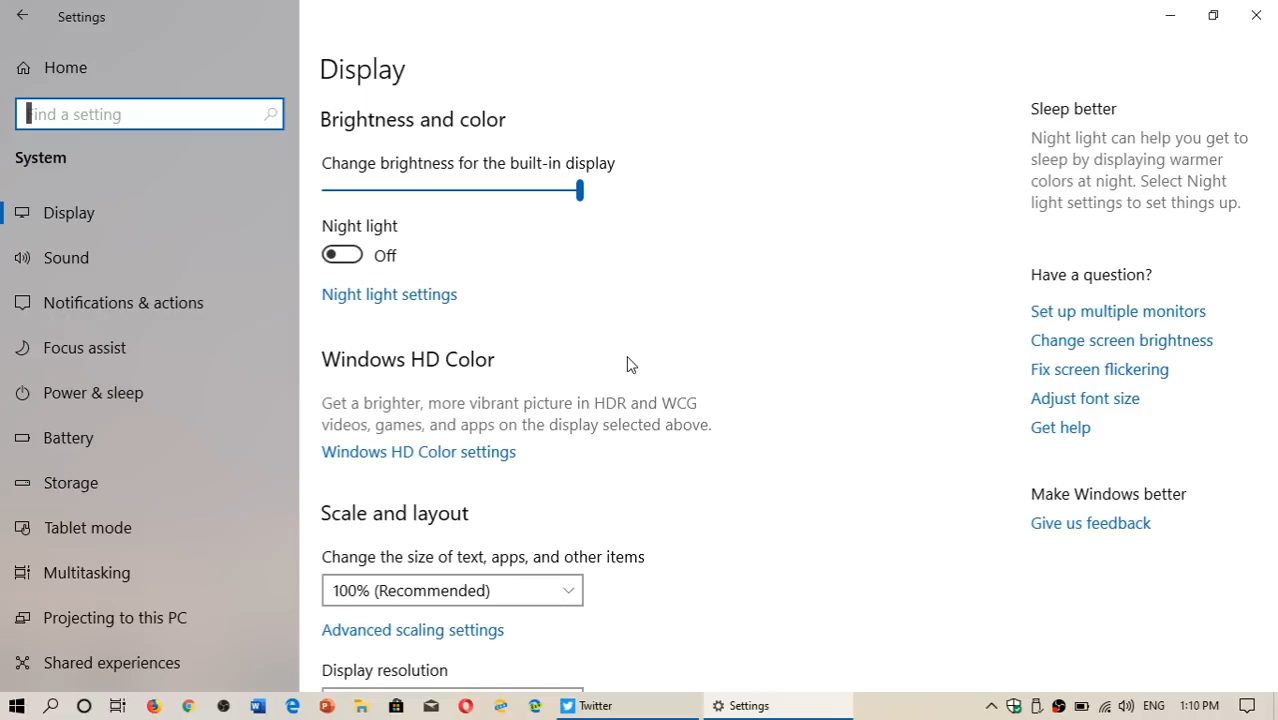 Settings
Home
Find a setting
System
Display
Sound
Notifications & actions
Focus assist
Power & sleep
Battery
Storage
Tablet mode
Multitasking
Projecting to this PC
Shared experiences
Display
Brightness and color
Change brightness for the built-in display
Night light
Off
Night light settings
Windows HD Color
Get a brighter, more vibrant picture in HDR and WCG
videos, games, and apps on the display selected above.
Windows HD Color settings
Scale and layout
Change the size of text, apps, and other items
100% (Recommended)
Advanced scaling settings
Display resolution
Sleep better
Night light can help you get to
sleep by displaying warmer
colors at night. Select Night
light settings to set things up.
Have a question?
Set up multiple monitors
Change screen brightness
Fix screen flickering
Adjust font size
Get help
Make Windows better
Give us feedback
Twitter
Settings
ENG
1:10 PM